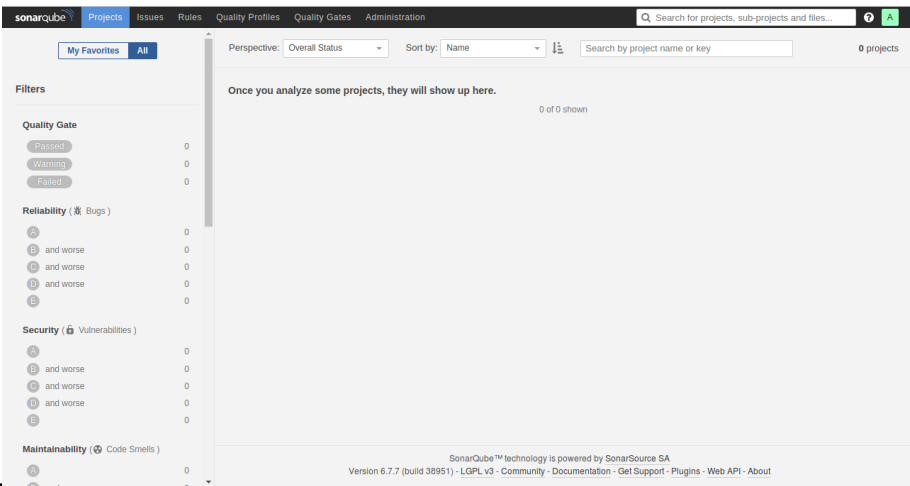 sonarqube Projects Issues Rules Quality Profiles Quality Gates Administration Search for projects, sub-projects and files... ? A
My Favorites All
Perspective: Overall Status Sort by: Name Search by project name or key 0 projects
Filters
Once you analyze some projects, they will show up here.
0 of 0 shown
Quality Gate
Passed 0
Warning 0
Failed 0
Reliability ( Bugs )
A 0
B and worse 0
C and worse 0
D and worse 0
E 0
Security ( Vulnerabilities )
A 0
B and worse 0
C and worse 0
D and worse 0
E 0
Maintainability ( Code Smells )
A 0
SonarQube™ technology is powered by SonarSource SA
Version 6.7.7 (build 38951) - LGPL v3 - Community - Documentation - Get Support - Plugins - Web API - About